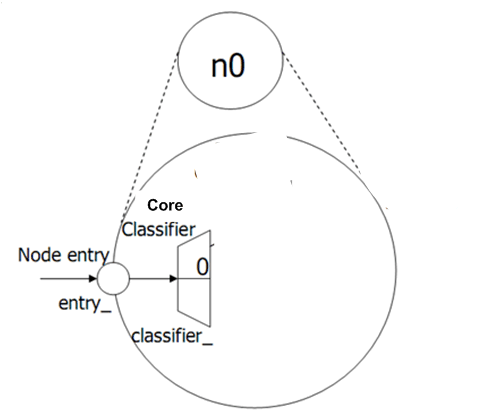 n0
Core
Classifier
Node entry
0
entry_
classifier_